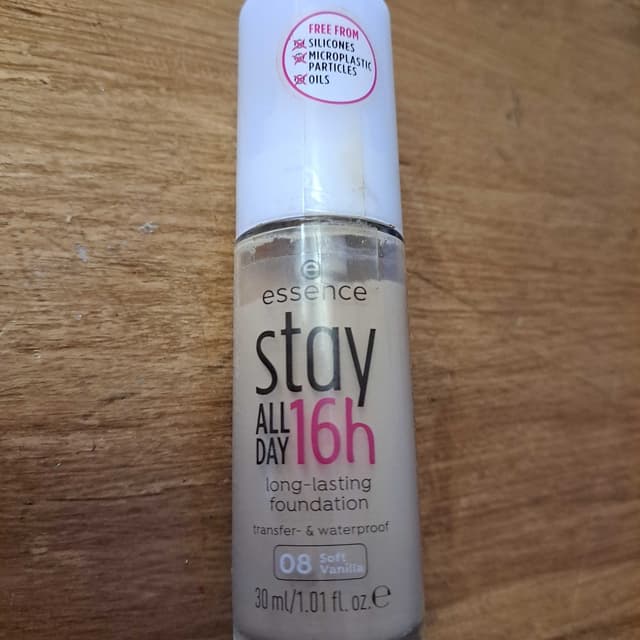 FREE FROM
SILICONES
MICROPLASTIC
PARTICLES
OILS
e
essence
stay
ALL
DAY
16h
long-lasting
foundation
transfer- & waterproof
08 Soft
Vanilla
30 ml/1.01 fl. oz. ℮